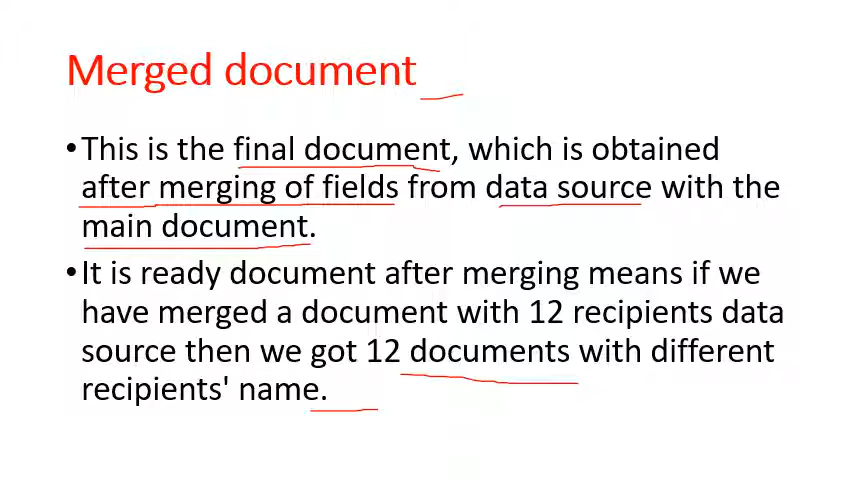 Merged document
•This is the final document, which is obtained
after merging of fields from data source with the
main document.
•It is ready document after merging means if we
have merged a document with 12 recipients data
source then we got 12 documents with different
recipients' name.